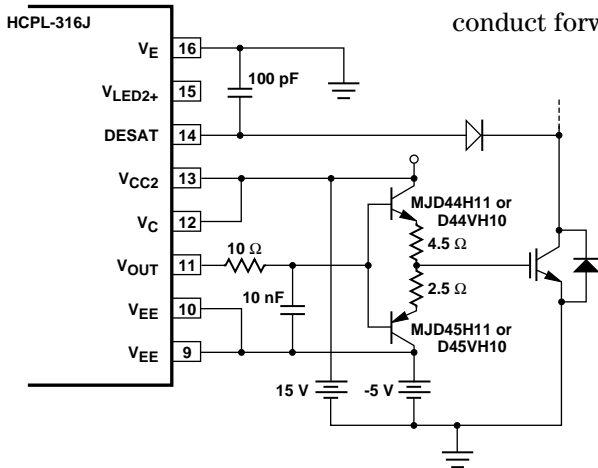 HCPL-316J
conduct forw
VE 16
100 pF
VLED2+ 15
DESAT 14
VCC2 13
MJD44H11 or
D44VH10
VC 12
4.5 Ω
VOUT 11
10 Ω
2.5 Ω
10 nF
VEE 10
MJD45H11 or
D45VH10
VEE 9
15 V
-5 V